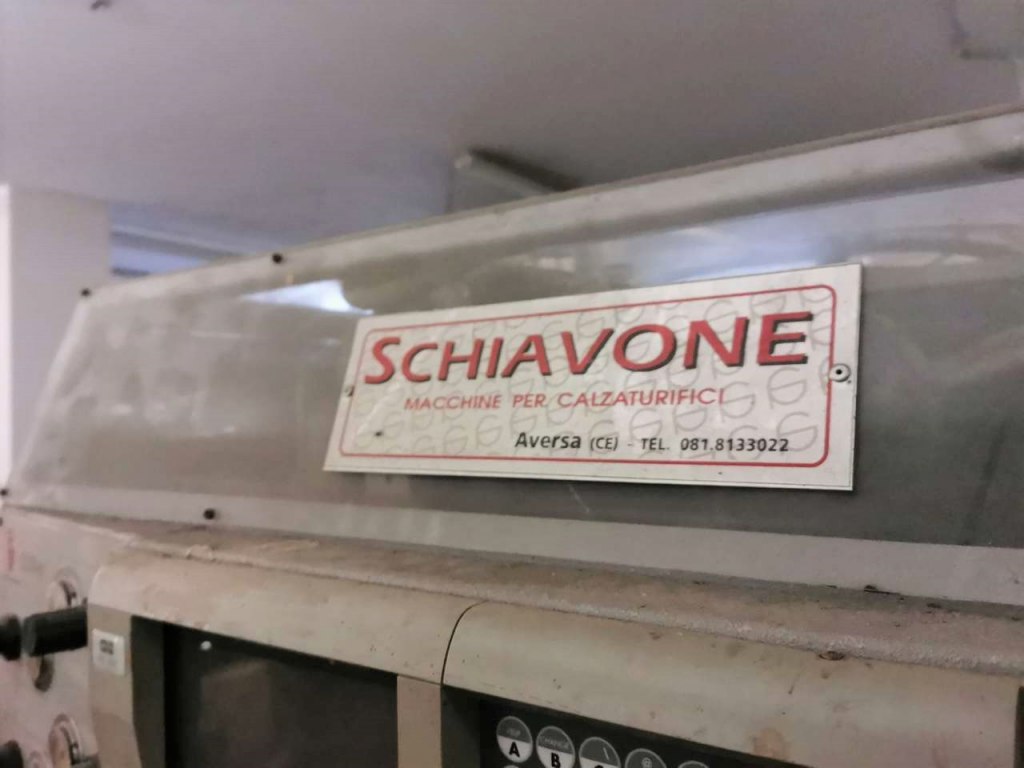 SCHIAVONE
MACCHINE PER CALZATURIFICI
Aversa (CE) - TEL. 081.8133022
A B